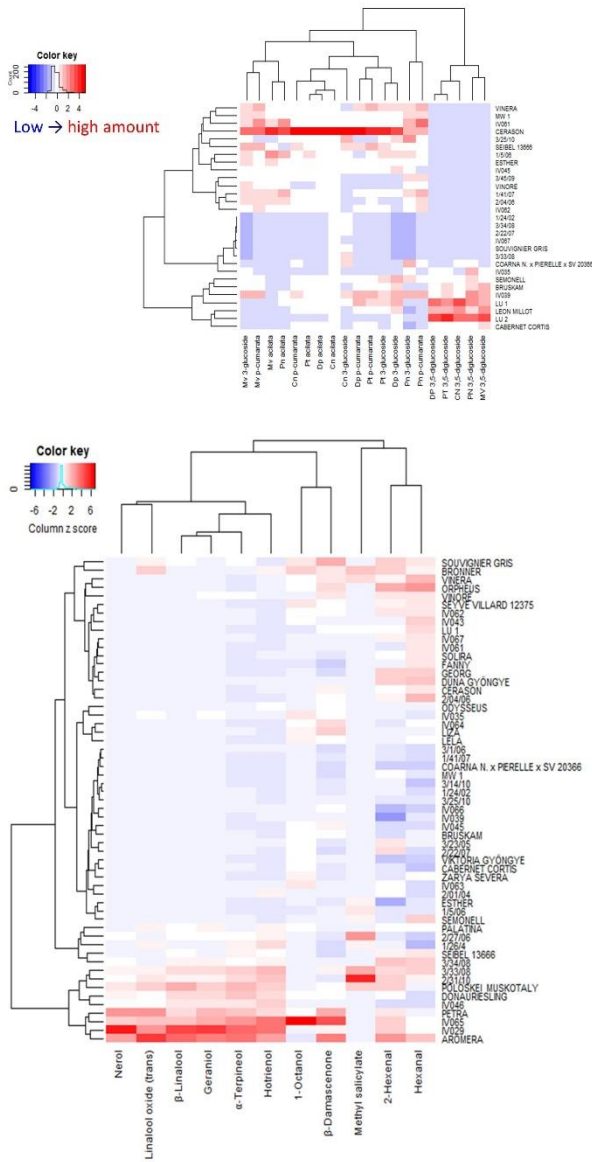 Color key
Count
0
200
-4
0
2
4
Low → high amount
VINERA
MW 1
IV061
CERASON
3/25/10
SEIBEL 13666
1/5/06
ESTHER
IV045
3/45/09
VINORE
1/41/07
2/04/06
IV062
1/24/02
3/34/08
2/22/07
IV067
SOUVIGNIER GRIS
3/33/08
COARNA N. x PIERELLE x SV 20366
IV035
SEMONELL
BRUSKAM
IV039
LU 1
LEON MILLOT
LU 2
CABERNET CORTIS
Mv 3-glucoside
Mv p-cumarata
Mv acilata
Pn acilata
Cn p-cumarata
Pt acilata
Dp acilata
Cn acilata
Cn 3-glucoside
Dp p-cumarata
Pt p-cumarata
Pt 3-glucoside
Dp 3-glucoside
Pn 3-glucoside
Pn p-cumarata
DP 3,5-diglucoside
PT 3,5-diglucoside
CN 3,5-diglucoside
PN 3,5-diglucoside
MV 3,5-diglucoside
Color key
0
-6
-2
2
6
Column z score
SOUVIGNIER GRIS
BRONNER
VINERA
ORPHEUS
VINORE
SEYVE VILLARD 12375
IV062
IV043
LU 1
IV067
IV061
SOLIRA
FANNY
GEORG
DUNA GYÖNGYE
CERASON
2/04/06
ODYSSEUS
IV035
IV064
LIZA
LELA
3/1/06
1/41/07
COARNA N. x PIERELLE x SV 20366
MW 1
3/14/10
1/24/02
3/25/10
IV066
IV039
IV045
BRUSKAM
3/23/05
2/22/07
VIKTORIA GYÖNGYE
CABERNET CORTIS
ZARYA SEVERA
IV063
2/01/04
ESTHER
1/5/06
SEMONELL
PALATINA
2/27/06
1/26/4
SEIBEL 13666
3/34/08
3/33/08
2/31/10
POLOSKEI MUSKOTALY
DONAURIESLING
IV046
PETRA
IV065
IV029
AROMERA
Nerol
Linalool oxide (trans)
β-Linalool
Geraniol
α-Terpineol
Hotrienol
1-Octanol
β-Damascenone
Methyl salicylate
2-Hexenal
Hexanal